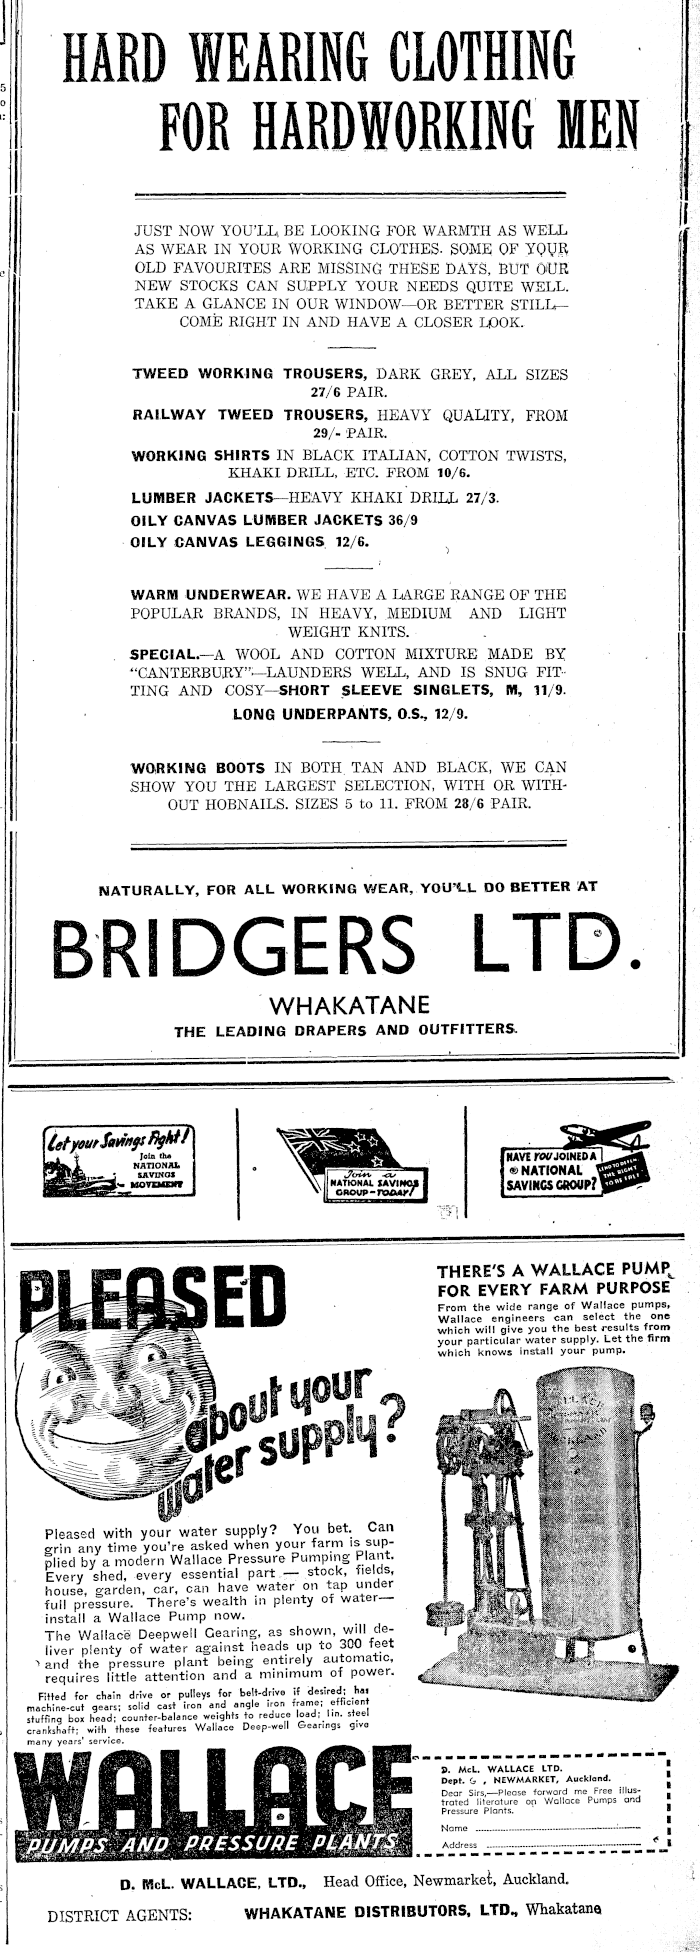 HARD WEARING CLOTHING
FOR HARDWORKING MEN
JUST NOW YOU'LL BE LOOKING FOR WARMTH AS WELL
AS WEAR IN YOUR WORKING CLOTHES. SOME OF YOUR
OLD FAVOURITES ARE MISSING THESE DAYS, BUT OUR
NEW STOCKS CAN SUPPLY YOUR NEEDS QUITE WELL.
TAKE A GLANCE IN OUR WINDOW—OR BETTER STILL—
COME RIGHT IN AND HAVE A CLOSER LOOK.
TWEED WORKING TROUSERS, DARK GREY, ALL SIZES
27/6 PAIR.
RAILWAY TWEED TROUSERS, HEAVY QUALITY, FROM
29/- PAIR.
WORKING SHIRTS IN BLACK ITALIAN, COTTON TWISTS,
KHAKI DRILL, ETC. FROM 10/6.
LUMBER JACKETS—HEAVY KHAKI DRILL 27/3.
OILY CANVAS LUMBER JACKETS 36/9
OILY CANVAS LEGGINGS 12/6.
WARM UNDERWEAR. WE HAVE A LARGE RANGE OF THE
POPULAR BRANDS, IN HEAVY, MEDIUM AND LIGHT
WEIGHT KNITS.
SPECIAL.—A WOOL AND COTTON MIXTURE MADE BY
"CANTERBURY"—LAUNDERS WELL, AND IS SNUG FIT-
TING AND COSY—SHORT SLEEVE SINGLETS, M, 11/9.
LONG UNDERPANTS, O.S., 12/9.
WORKING BOOTS IN BOTH TAN AND BLACK, WE CAN
SHOW YOU THE LARGEST SELECTION, WITH OR WITH-
OUT HOBNAILS. SIZES 5 to 11. FROM 28/6 PAIR.
NATURALLY, FOR ALL WORKING WEAR, YOU'LL DO BETTER AT
BRIDGERS LTD.
WHAKATANE
THE LEADING DRAPERS AND OUTFITTERS.
Let your Savings Fight!
Join the
NATIONAL
SAVINGS
MOVEMENT
Join a
NATIONAL SAVINGS
GROUP—TODAY!
HAVE YOU JOINED A
NATIONAL
SAVINGS GROUP?
LEND TO DEFEND
THE RIGHT
TO BE FREE
PLEASED
about your
water supply?
Pleased with your water supply? You bet. Can
grin any time you're asked when your farm is sup-
plied by a modern Wallace Pressure Pumping Plant.
Every shed, every essential part — stock, fields,
house, garden, car, can have water on tap under
full pressure. There's wealth in plenty of water—
install a Wallace Pump now.
The Wallace Deepwell Gearing, as shown, will de-
liver plenty of water against heads up to 300 feet
and the pressure plant being entirely automatic,
requires little attention and a minimum of power.
Fitted for chain drive or pulleys for belt-drive if desired; has
machine-cut gears; solid cast iron and angle iron frame; efficient
stuffing box head; counter-balance weights to reduce load; 1in. steel
crankshaft; with these features Wallace Deep-well Gearings give
many years' service.
THERE'S A WALLACE PUMP
FOR EVERY FARM PURPOSE
From the wide range of Wallace pumps,
Wallace engineers can select the one
which will give you the best results from
your particular water supply. Let the firm
which knows install your pump.
WALLACE
PUMPS AND PRESSURE PLANTS
D. McL. WALLACE LTD.
Dept. G , NEWMARKET, Auckland.
Dear Sirs,—Please forward me Free illus-
trated literature on Wallace Pumps and
Pressure Plants.
Name
Address
D. McL. WALLACE, LTD., Head Office, Newmarket, Auckland.
DISTRICT AGENTS: WHAKATANE DISTRIBUTORS, LTD., Whakatane